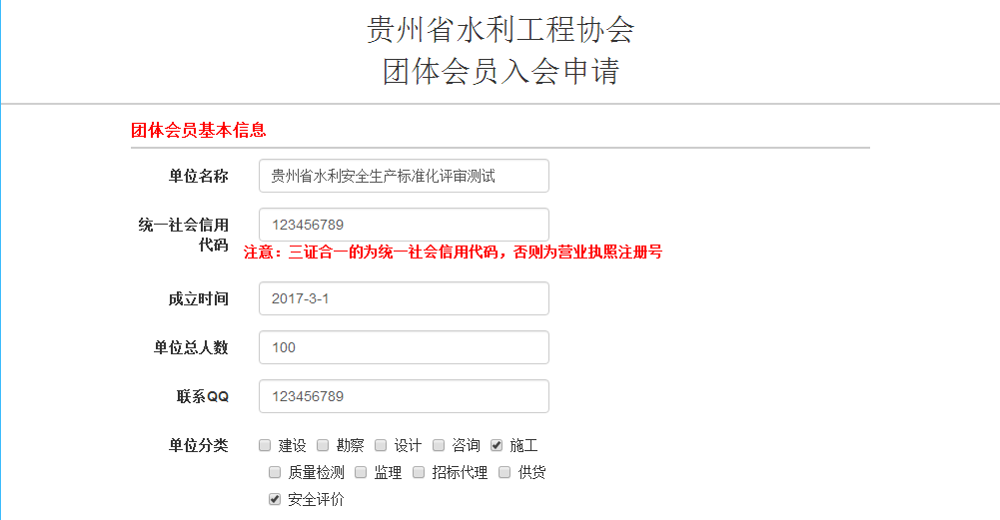 贵州省水利工程协会
团体会员入会申请
团体会员基本信息
单位名称 贵州省水利安全生产标准化评审测试
统一社会信用 123456789
代码 注意：三证合一的为统一社会信用代码，否则为营业执照注册号
成立时间 2017-3-1
单位总人数 100
联系QQ 123456789
单位分类 建设 勘察 设计 咨询 施工
质量检测 监理 招标代理 供货
安全评价